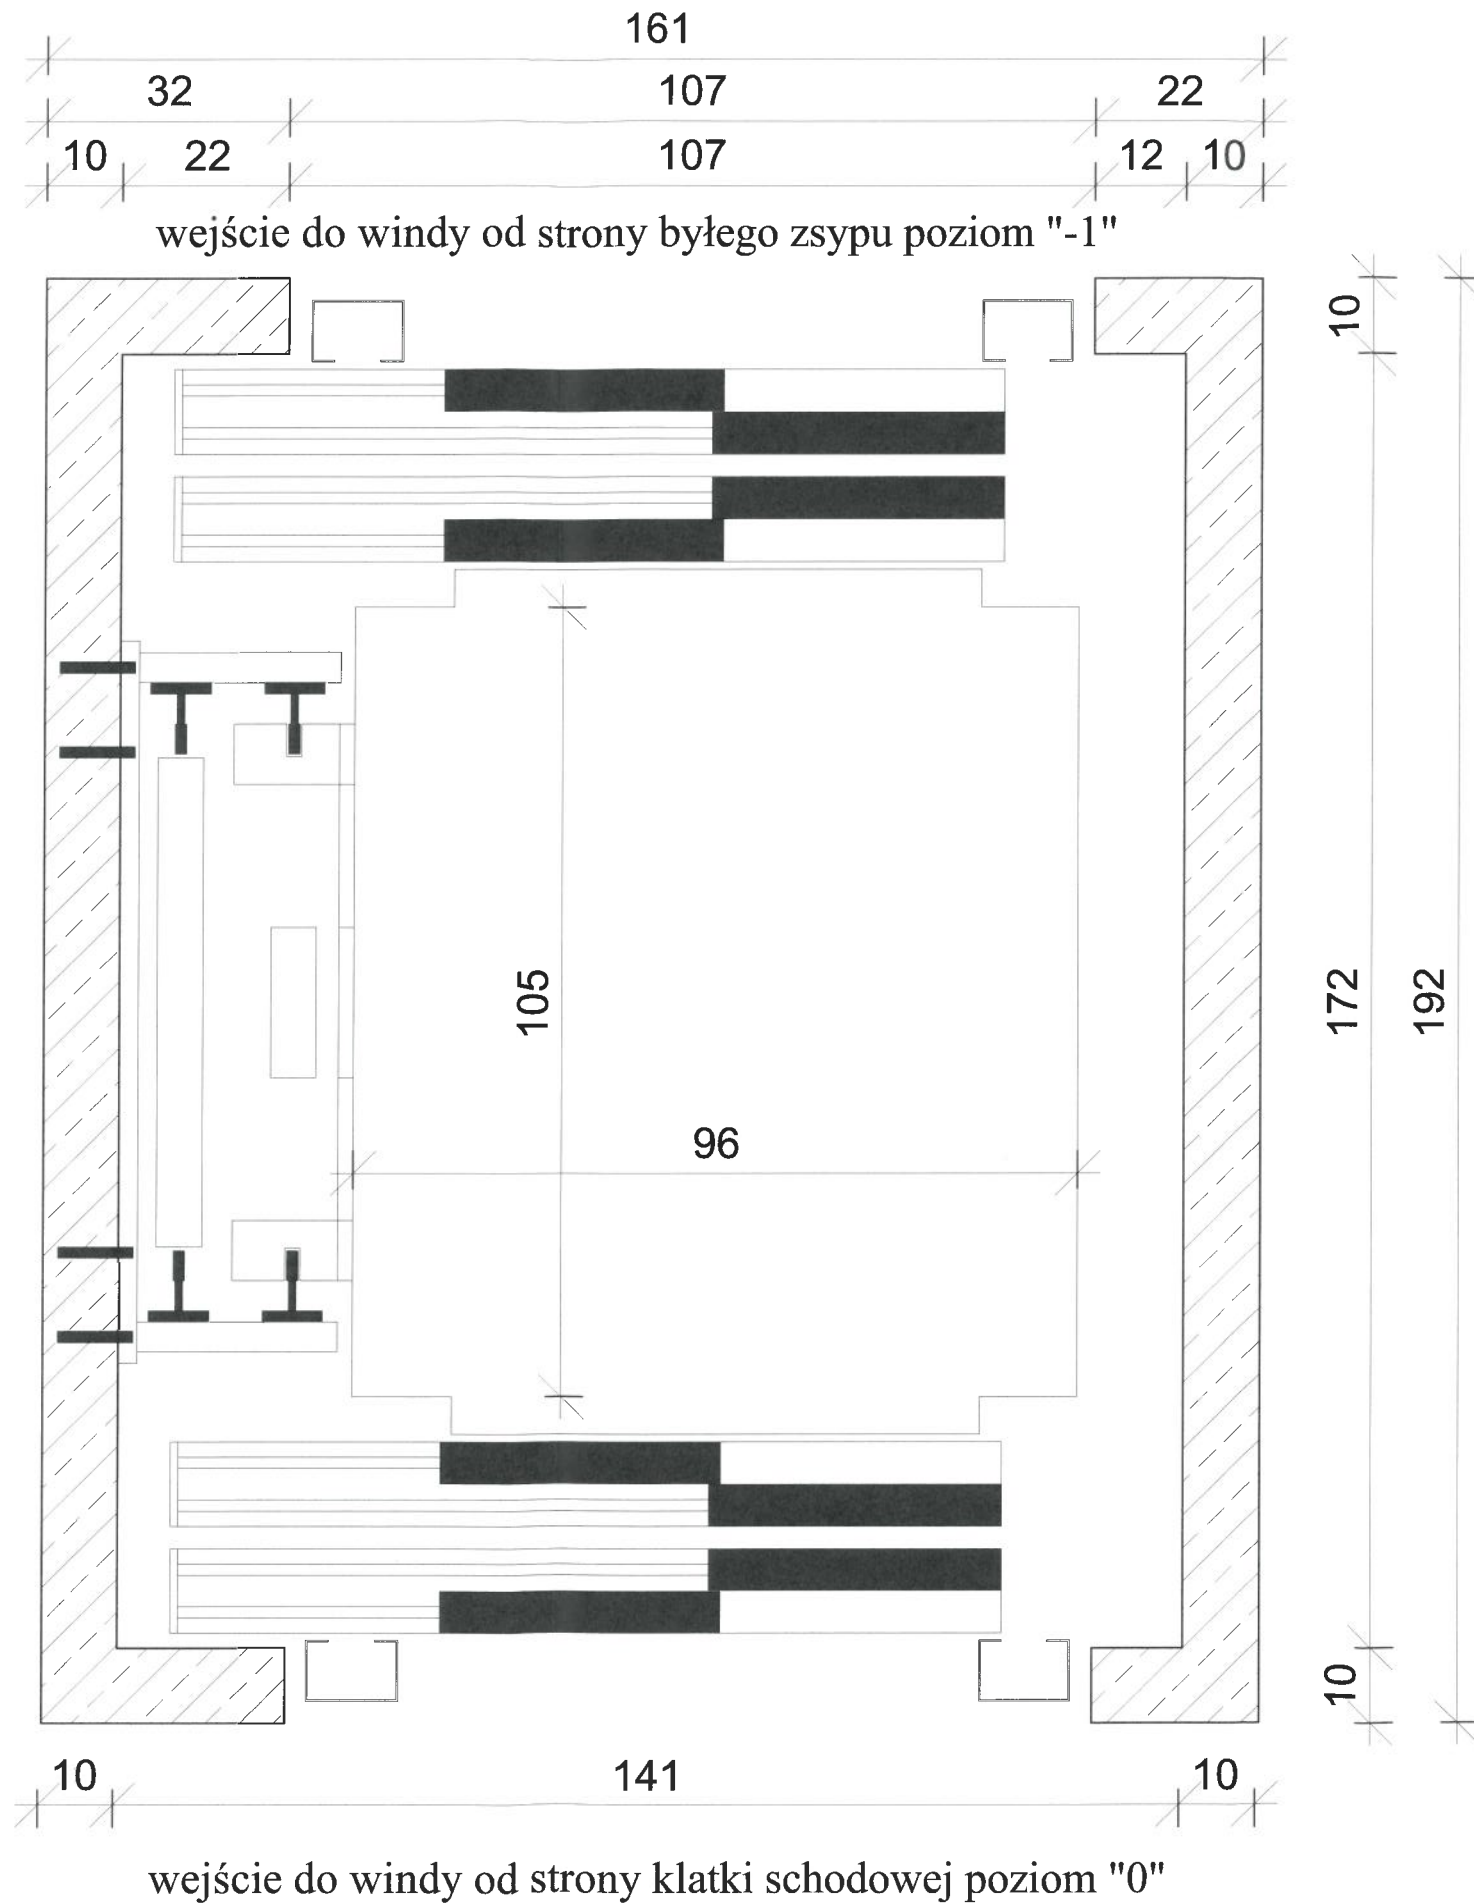 161
32 107 22
10 22 107 12 10
wejście do windy od strony byłego zsypu poziom "-1"
10
105
172
192
96
10
10 141 10
wejście do windy od strony klatki schodowej poziom "0"